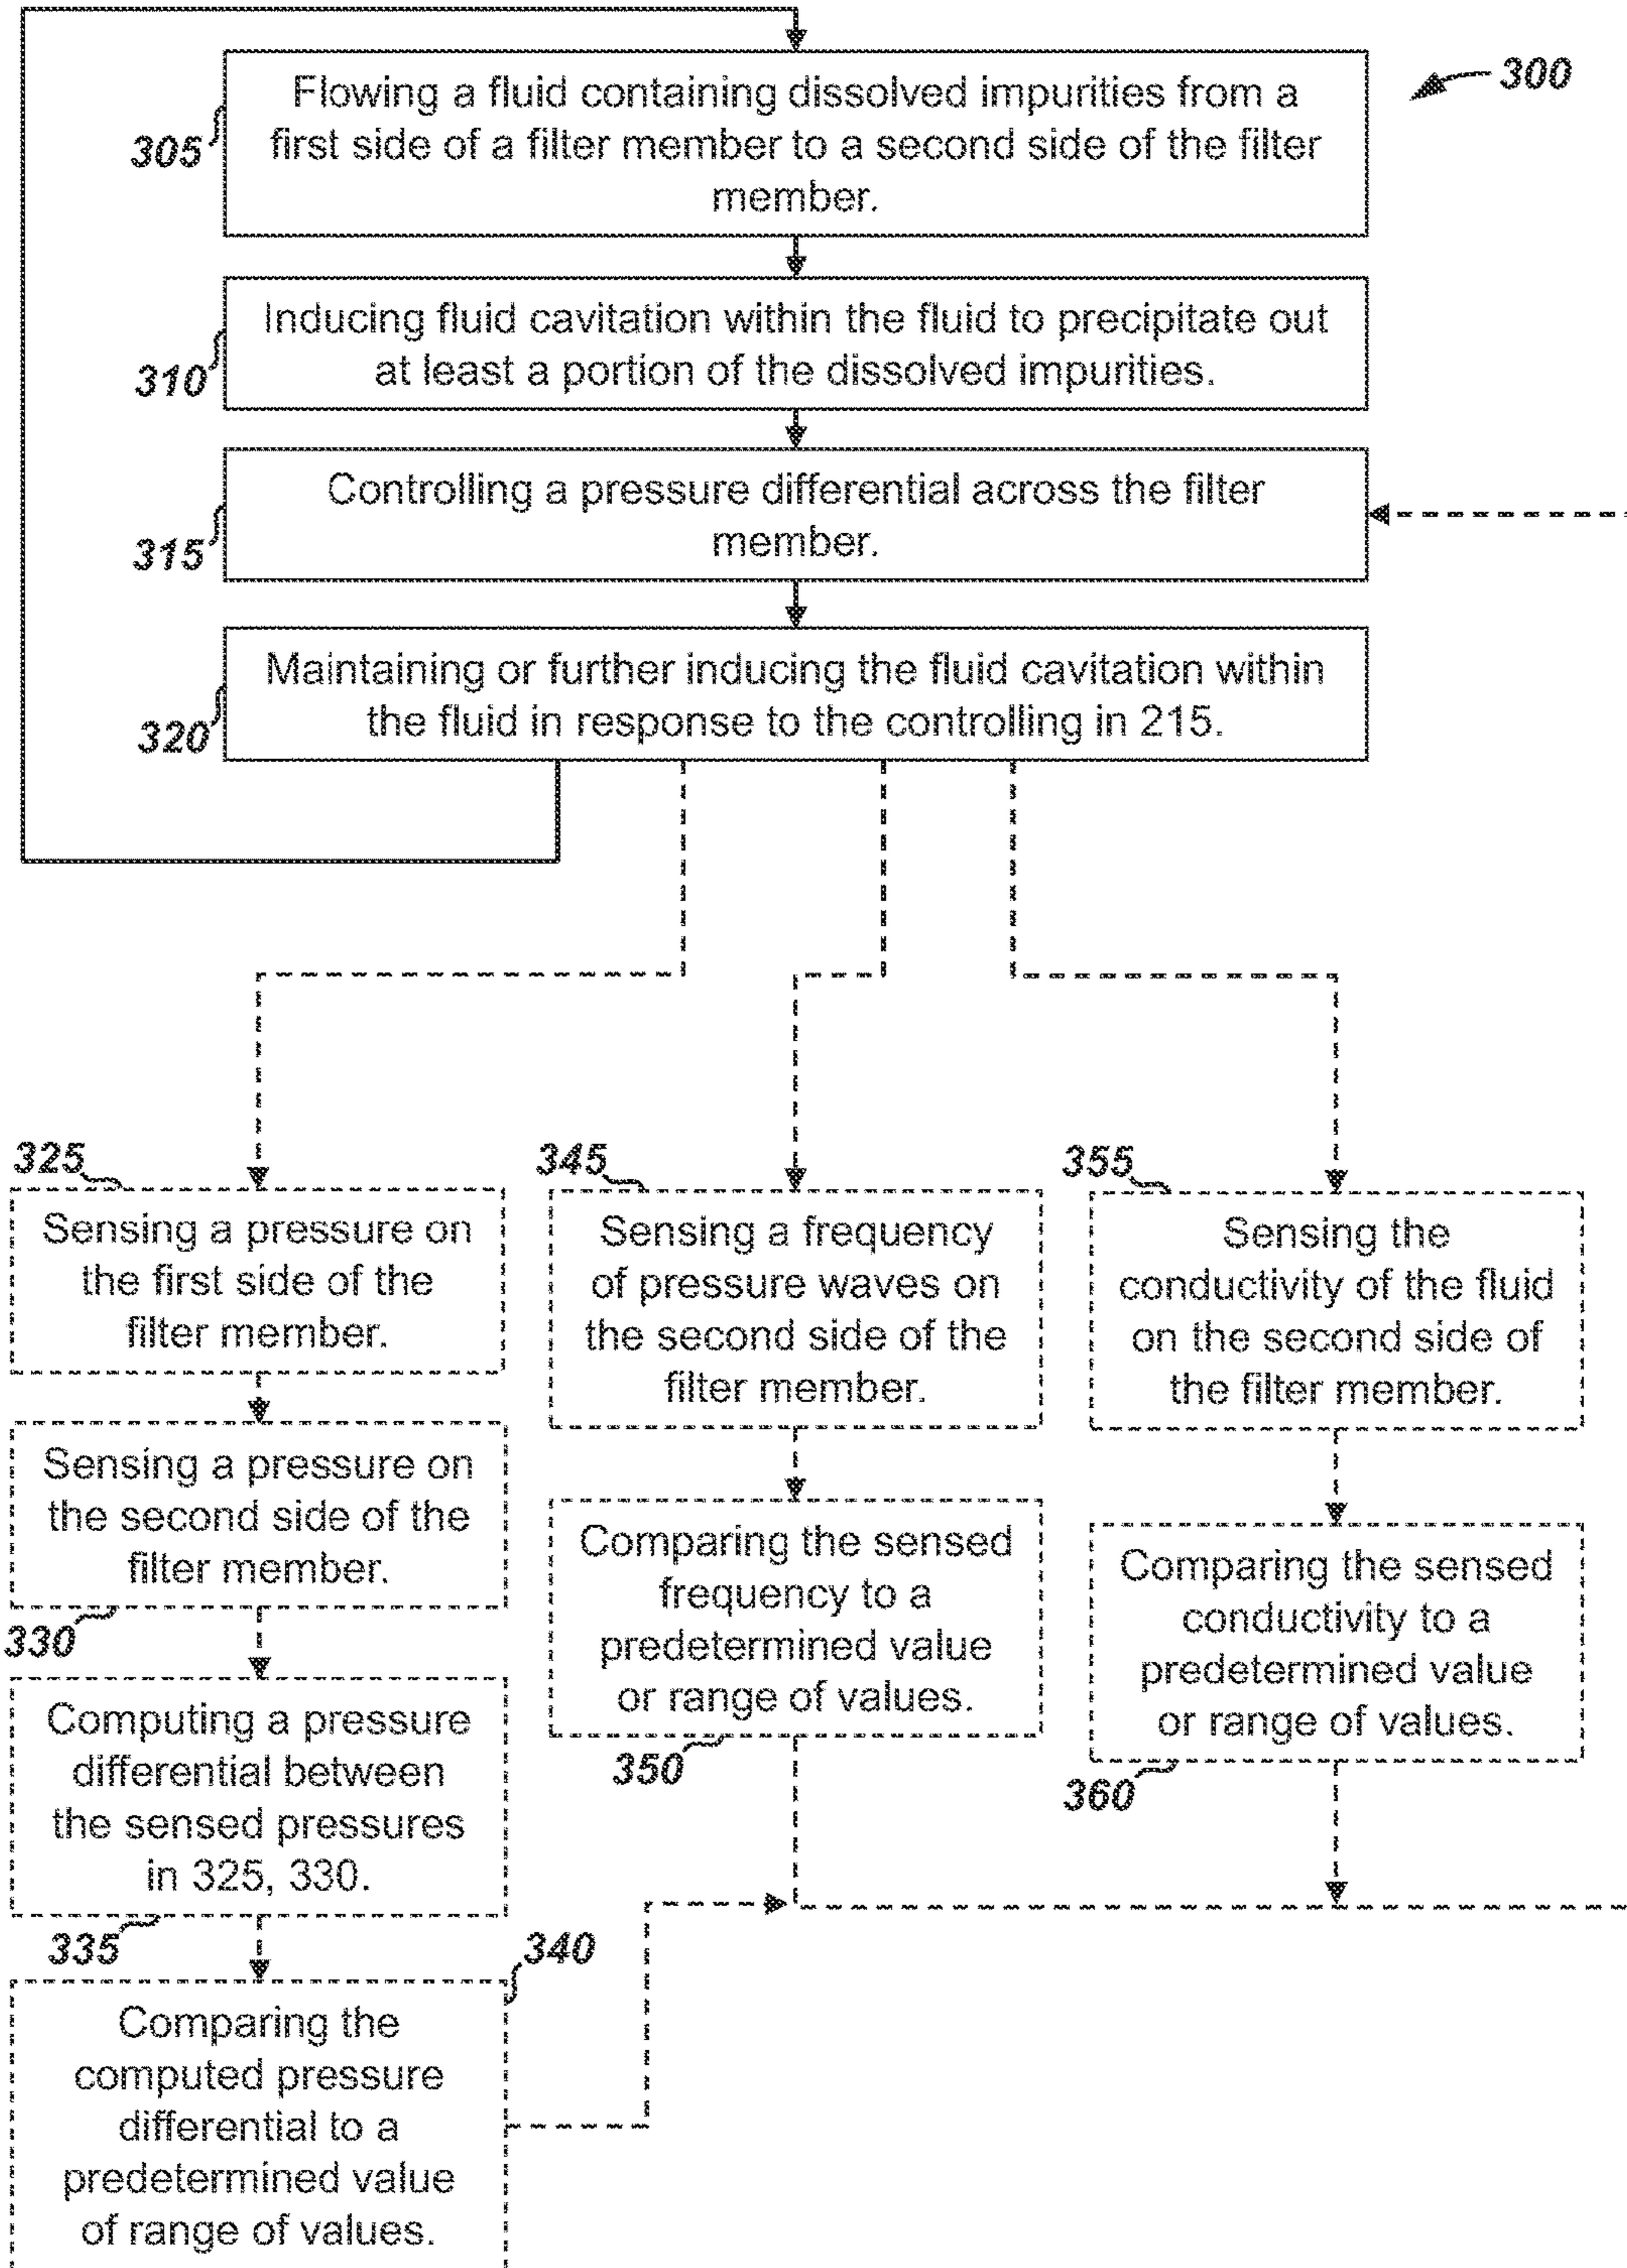 300
305
Flowing a fluid containing dissolved impurities from a
first side of a filter member to a second side of the filter
member.
310
Inducing fluid cavitation within the fluid to precipitate out
at least a portion of the dissolved impurities.
315
Controlling a pressure differential across the filter
member.
320
Maintaining or further inducing the fluid cavitation within
the fluid in response to the controlling in 215.
325
Sensing a pressure on
the first side of the
filter member.
330
Sensing a pressure on
the second side of the
filter member.
335
Computing a pressure
differential between
the sensed pressures
in 325, 330.
340
Comparing the
computed pressure
differential to a
predetermined value
of range of values.
345
Sensing a frequency
of pressure waves on
the second side of the
filter member.
350
Comparing the sensed
frequency to a
predetermined value
or range of values.
355
Sensing the
conductivity of the fluid
on the second side of
the filter member.
360
Comparing the sensed
conductivity to a
predetermined value
or range of values.